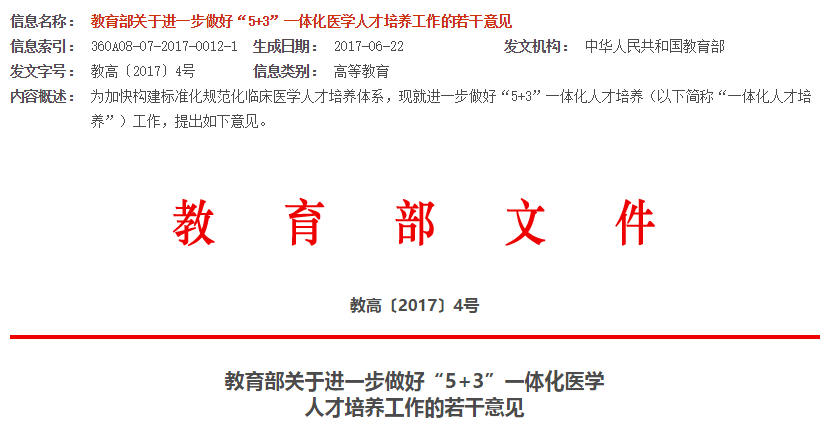 信息名称： 教育部关于进一步做好“5+3”一体化医学人才培养工作的若干意见
信息索引： 360A08-07-2017-0012-1 生成日期： 2017-06-22 发文机构： 中华人民共和国教育部
发文字号： 教高〔2017〕4号 信息类别： 高等教育
内容概述： 为加快构建标准化规范化临床医学人才培养体系，现就进一步做好“5+3”一体化人才培养（以下简称“一体化人才培
养”）工作，提出如下意见。
教育部文件
教高〔2017〕4号
教育部关于进一步做好“5+3”一体化医学
人才培养工作的若干意见